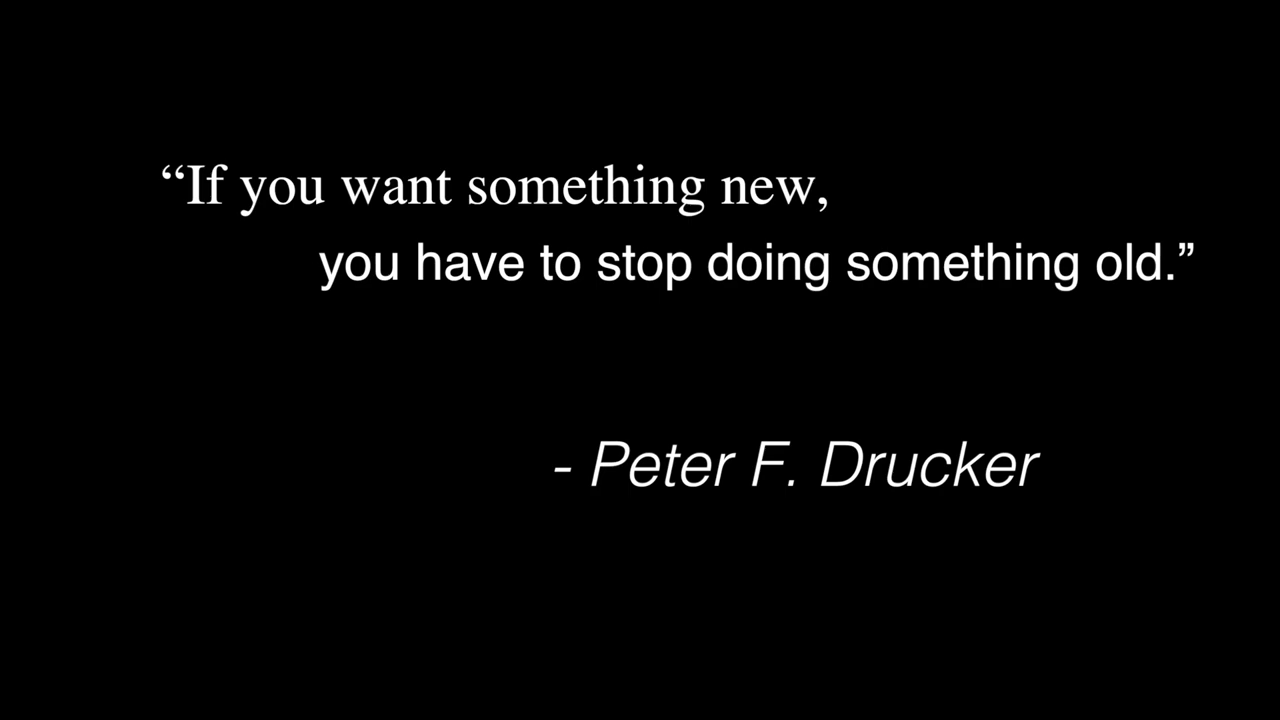 “If you want something new,
you have to stop doing something old.”
- Peter F. Drucker